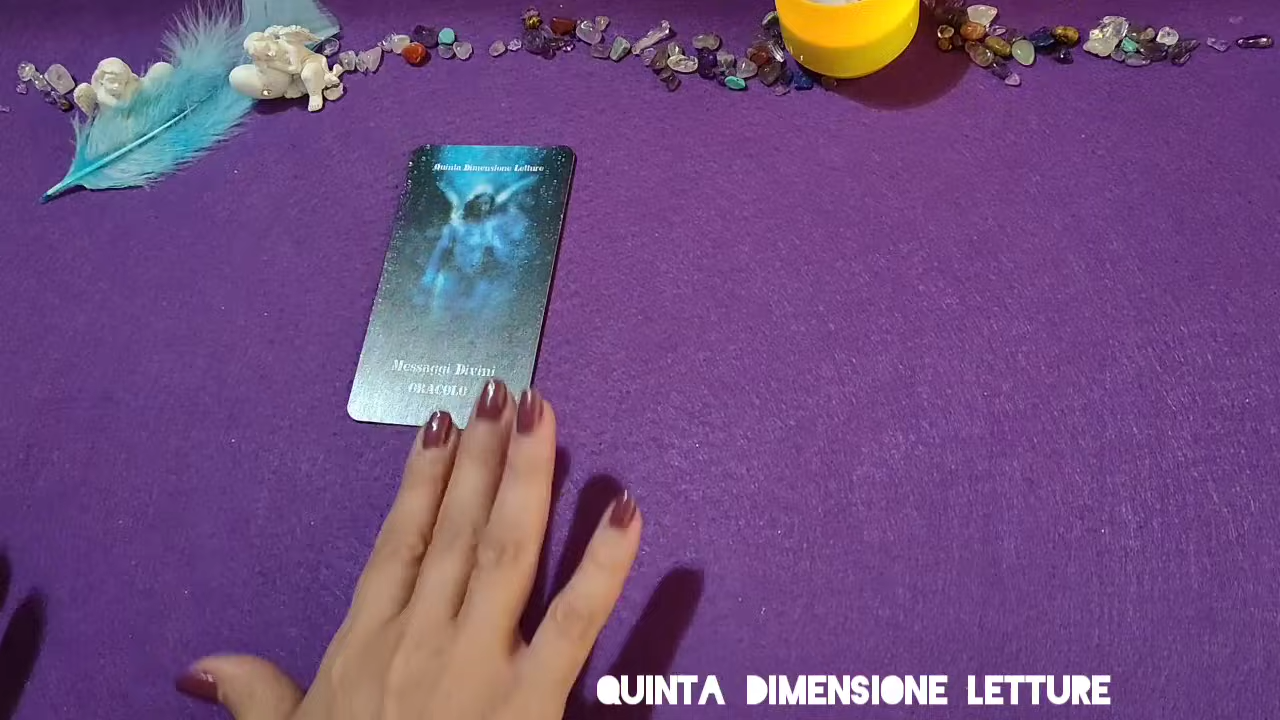 Quinta Dimensione Letture
Messaggi Divini
ORACOLO
QUINTA DIMENSIONE LETTURE